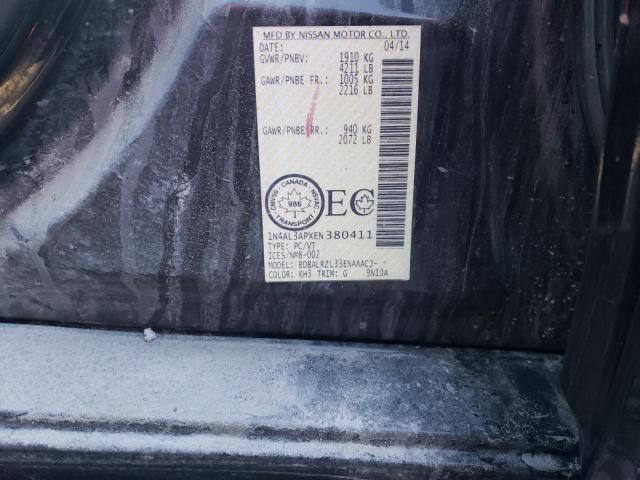 MFD BY NISSAN MOTOR CO., LTD.
DATE: 04/14
GVWR/PNBV: 1910 KG
4211 LB
GAWR/PNBE FR.: 1005 KG
2216 LB
GAWR/PNBE RR.: 940 KG
2072 LB
CANADA
CMVSS NSVAC
986
TRANSPORT
EC
1N4AL3APXEN380411
TYPE: PC/VT
ICES/NMB-002
MODEL: BDBALRZL33ENAAACJ-
COLOR: KH3 TRIM: G 9N10A